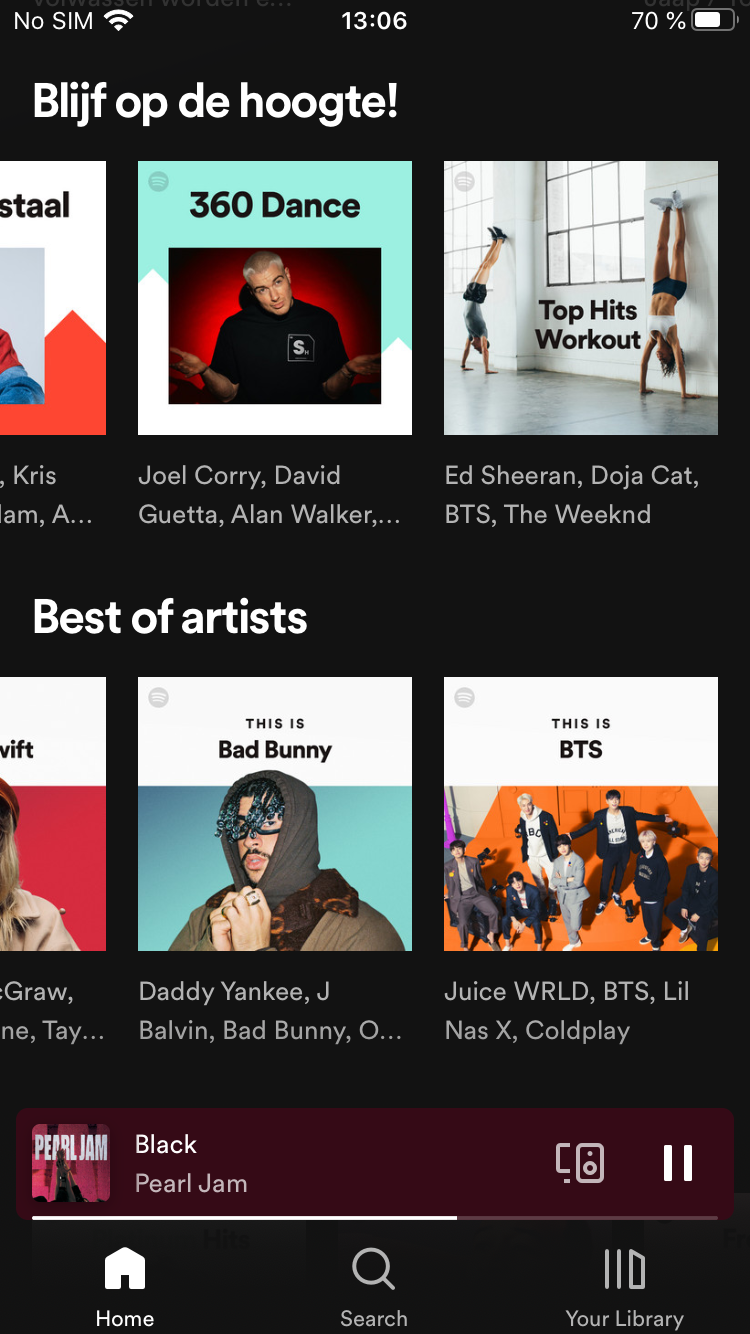 No SIM 13:06 70 %
Blijf op de hoogte!
staal
360 Dance
Top Hits
Workout
, Kris
lam, A...
Joel Corry, David
Guetta, Alan Walker,...
Ed Sheeran, Doja Cat,
BTS, The Weeknd
Best of artists
wift
THIS IS
Bad Bunny
THIS IS
BTS
cGraw,
ne, Tay...
Daddy Yankee, J
Balvin, Bad Bunny, O...
Juice WRLD, BTS, Lil
Nas X, Coldplay
PEARL JAM
Black
Pearl Jam
Hits
Home
Search
Your Library